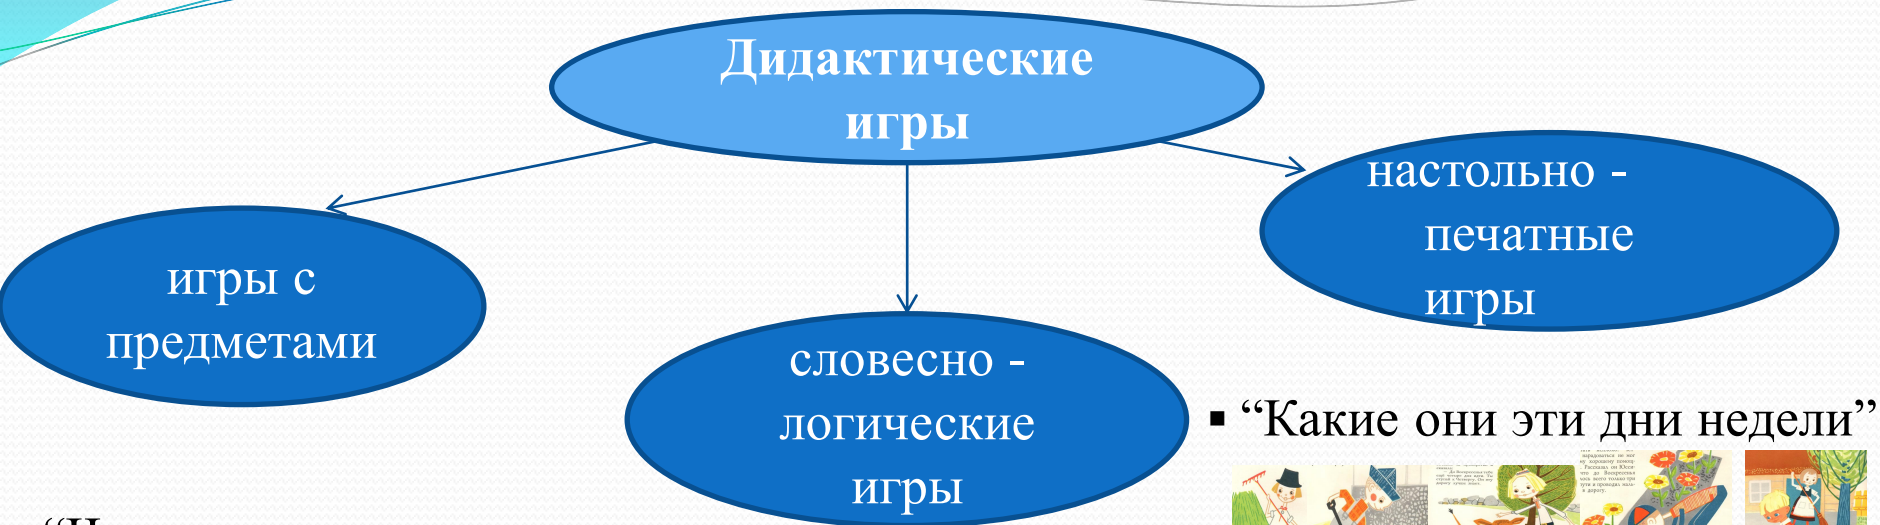 Дидактические
игры
игры с
предметами
словесно -
логические
игры
настольно -
печатные
игры
▪ “Какие они эти дни недели”